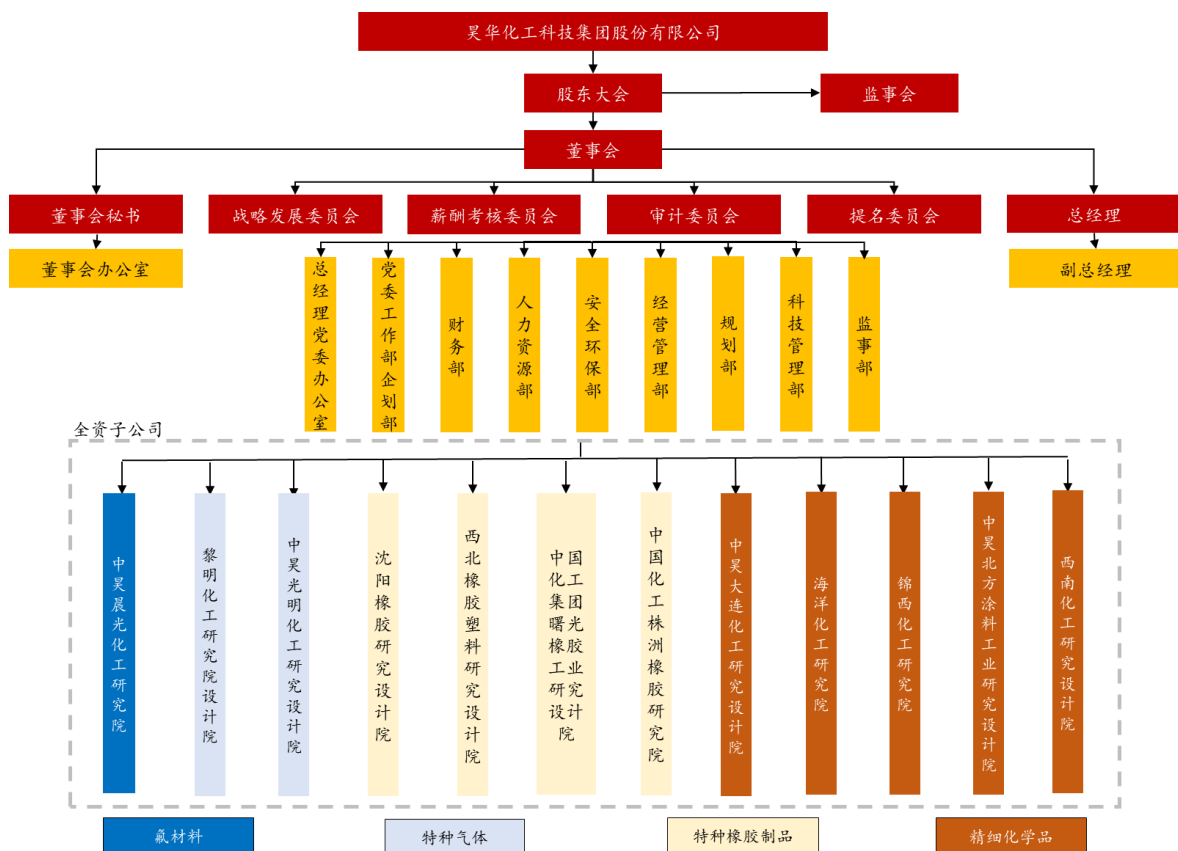 昊华化工科技集团股份有限公司
股东大会
监事会
董事会
董事会秘书
战略发展委员会
薪酬考核委员会
审计委员会
提名委员会
总经理
董事会办公室
副总经理
总经理党委办公室
党委工作部企划部
财务部
人力资源部
安全环保部
经营管理部
规划部
科技管理部
监事部
全资子公司
中昊晨光化工研究院
黎明化工研究院设计院
中昊光明化工研究设计院
沈阳橡胶研究设计院
西北橡胶塑料研究设计院
中国化工集团曙光橡胶工业研究设计院
中国化工株洲橡胶研究院
中昊大连化工研究设计院
海洋化工研究院
锦西化工研究院
中昊北方涂料工业研究设计院
西南化工研究设计院
氟材料
特种气体
特种橡胶制品
精细化学品